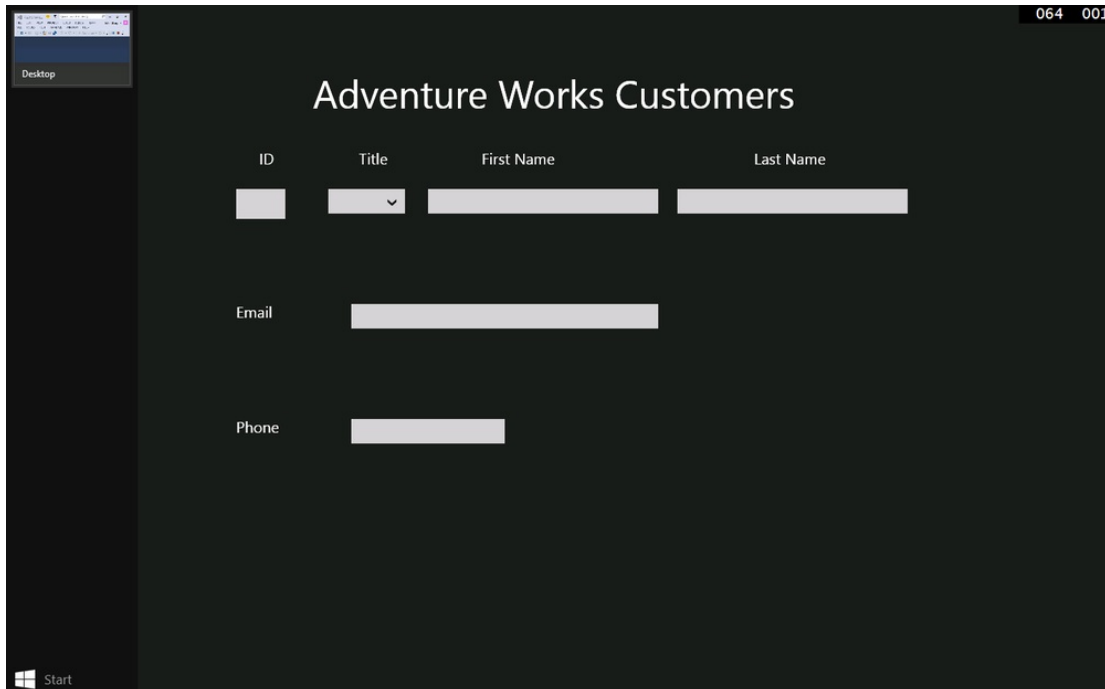 064 001
Desktop
Adventure Works Customers
ID Title First Name Last Name
Email
Phone
Start